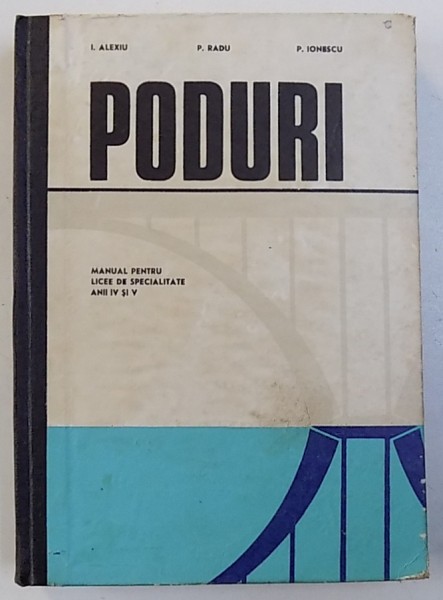 I. ALEXIU P. RADU P. IONESCU
PODURI
MANUAL PENTRU
LICEE DE SPECIALITATE
ANII IV ȘI V